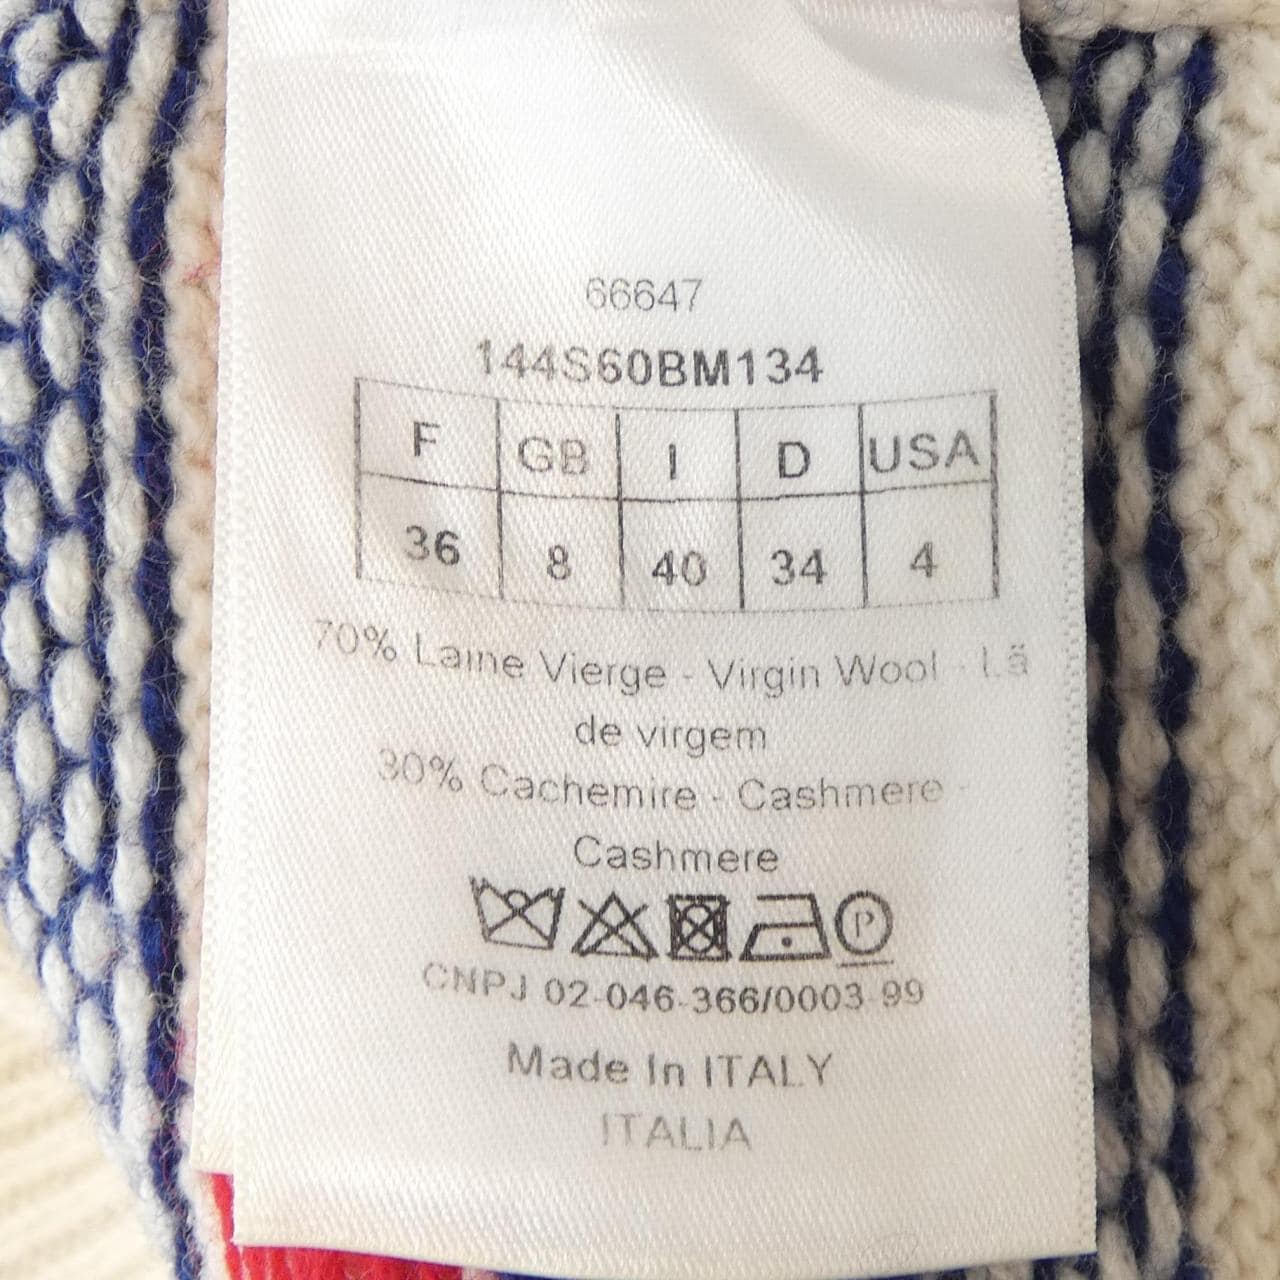 66647
144S60BM134
F GB I D USA
36 8 40 34 4
70% Laine Vierge - Virgin Wool - Lã
de virgem
30% Cachemire - Cashmere -
Cashmere
P
CNPJ 02-046-366/0003-99
Made In ITALY
ITALIA